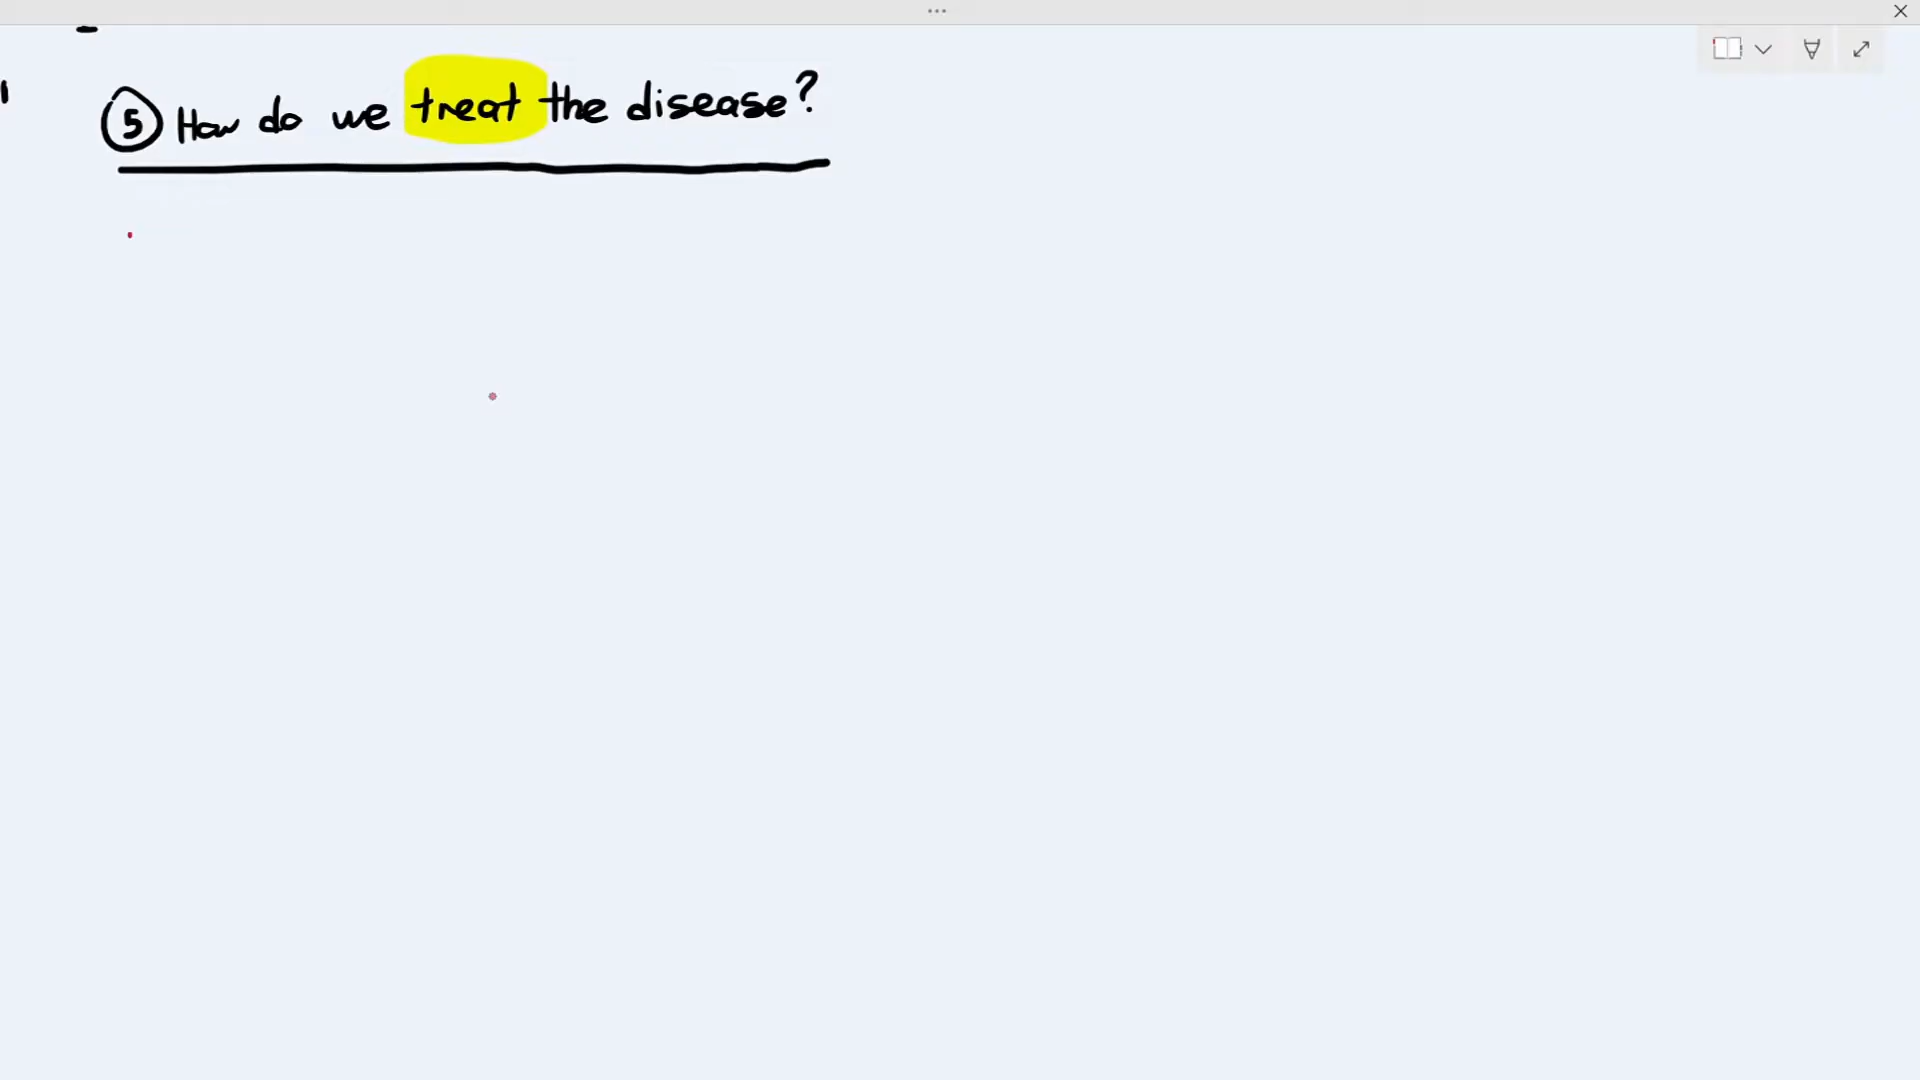 ⑤ How do we treat the disease?